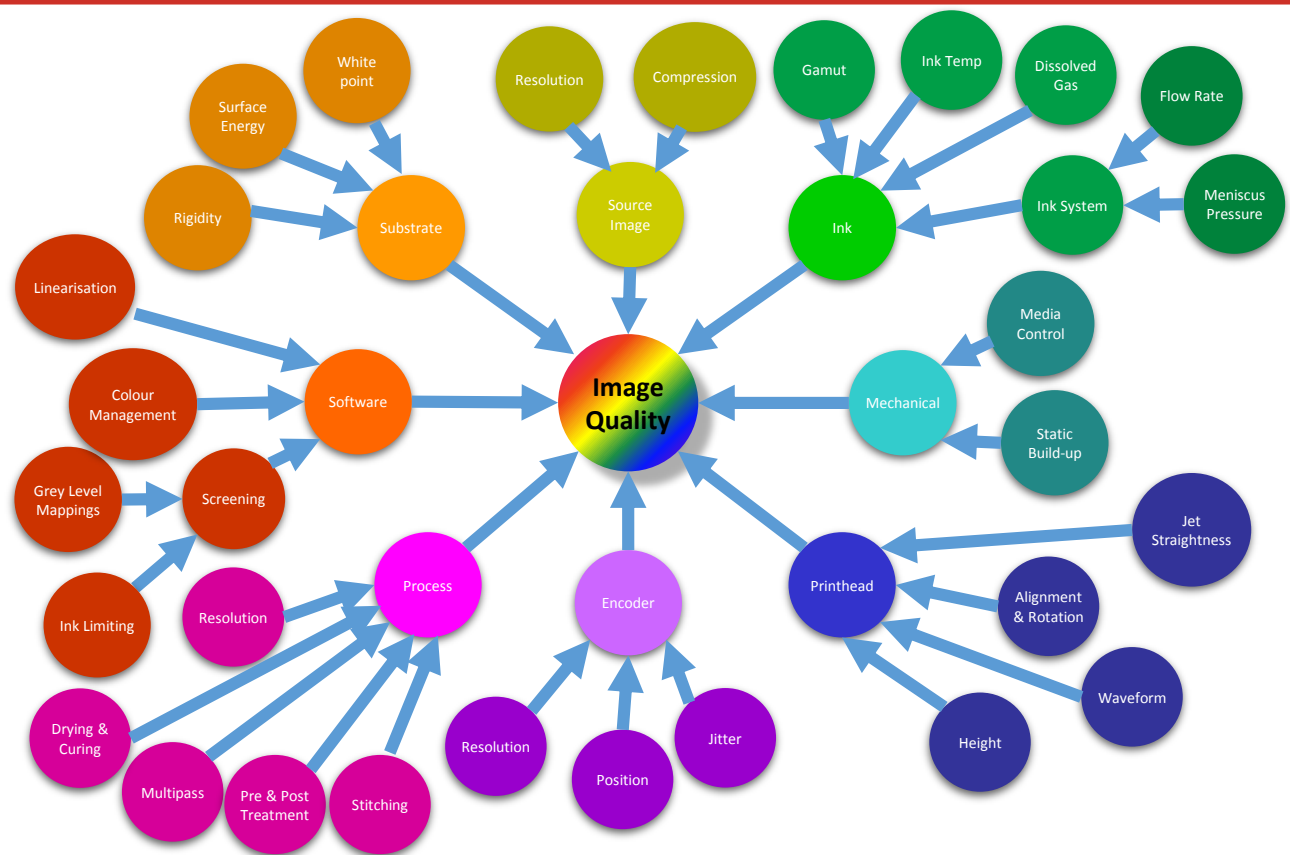 White
point
Surface
Energy
Rigidity
Substrate
Resolution
Compression
Source
Image
Gamut
Ink Temp
Dissolved
Gas
Flow Rate
Meniscus
Pressure
Ink System
Ink
Linearisation
Colour
Management
Software
Grey Level
Mappings
Screening
Ink Limiting
Image
Quality
Media
Control
Mechanical
Static
Build-up
Resolution
Process
Drying &
Curing
Multipass
Pre & Post
Treatment
Stitching
Encoder
Resolution
Position
Jitter
Printhead
Jet
Straightness
Alignment
& Rotation
Waveform
Height